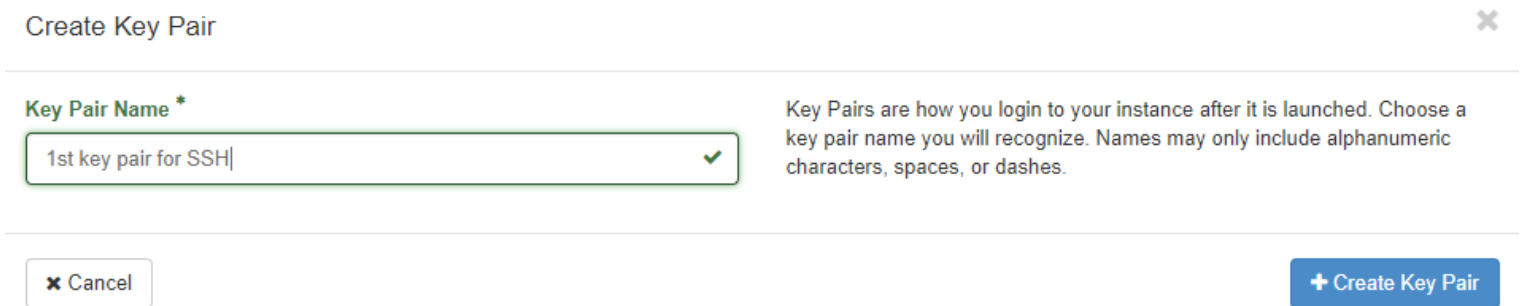 Create Key Pair
Key Pair Name *
1st key pair for SSH
Key Pairs are how you login to your instance after it is launched. Choose a
key pair name you will recognize. Names may only include alphanumeric
characters, spaces, or dashes.
Cancel
Create Key Pair